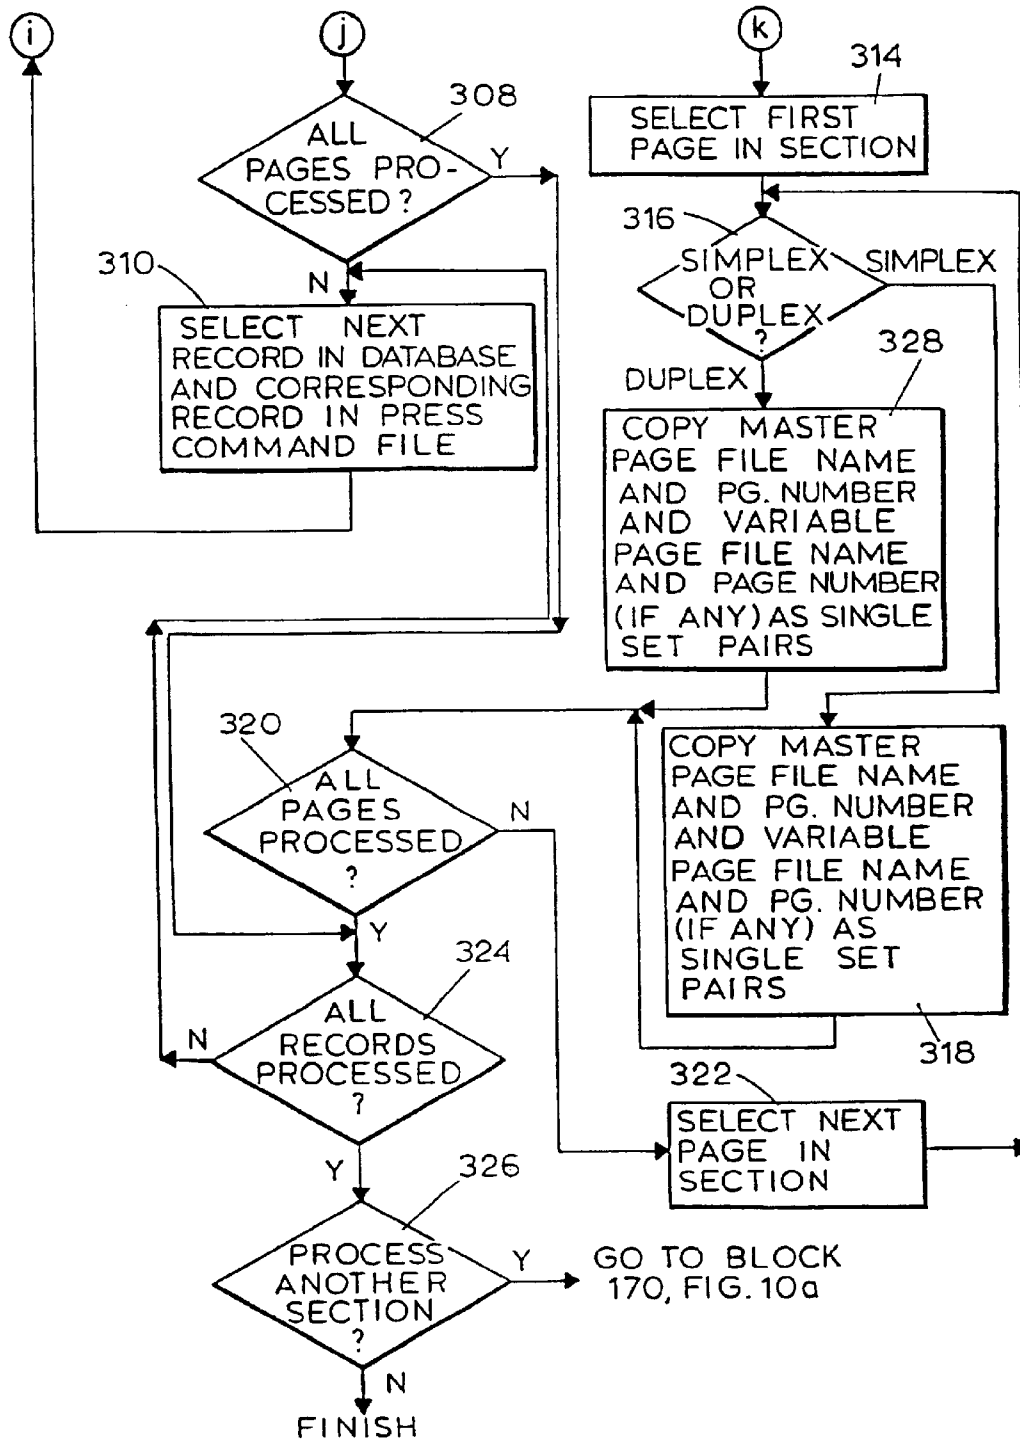 i
j
k
308
ALL
PAGES PRO-
CESSED?
Y
N
310
SELECT NEXT
RECORD IN DATABASE
AND CORRESPONDING
RECORD IN PRESS
COMMAND FILE
314
SELECT FIRST
PAGE IN SECTION
316
SIMPLEX
OR
DUPLEX
?
SIMPLEX
DUPLEX
328
COPY MASTER
PAGE FILE NAME
AND PG. NUMBER
AND VARIABLE
PAGE FILE NAME
AND PAGE NUMBER
(IF ANY) AS SINGLE
SET PAIRS
320
ALL
PAGES
PROCESSED
?
N
Y
COPY MASTER
PAGE FILE NAME
AND PG. NUMBER
AND VARIABLE
PAGE FILE NAME
AND PG. NUMBER
(IF ANY) AS
SINGLE SET
PAIRS
318
324
ALL
RECORDS
PROCESSED
?
N
Y
322
SELECT NEXT
PAGE IN
SECTION
326
PROCESS
ANOTHER
SECTION
?
Y
GO TO BLOCK
170, FIG. 10a
N
FINISH